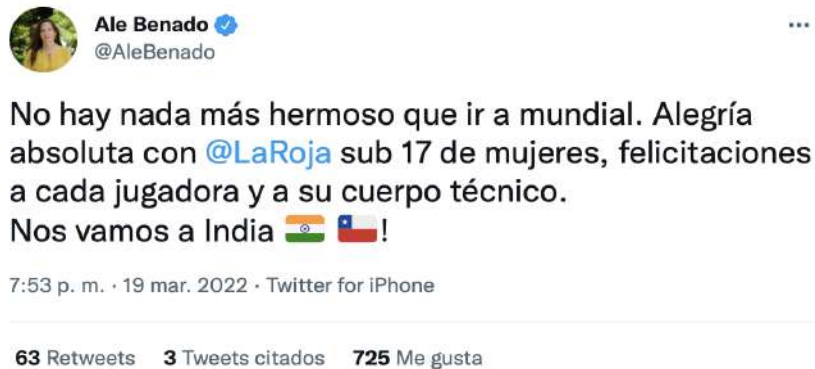 Ale Benado
@AleBenado
No hay nada más hermoso que ir a mundial. Alegría
absoluta con @LaRoja sub 17 de mujeres, felicitaciones
a cada jugadora y a su cuerpo técnico.
Nos vamos a India 🇮🇳 🇨🇱!
7:53 p. m. · 19 mar. 2022 · Twitter for iPhone
63 Retweets 3 Tweets citados 725 Me gusta